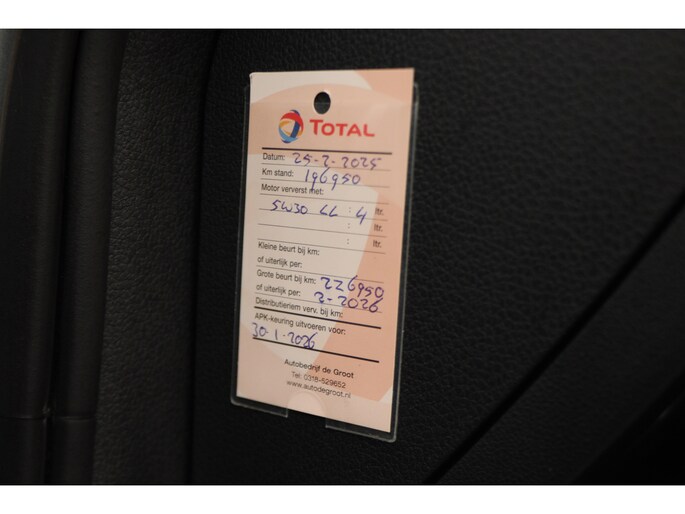 TOTAL
Datum: 25-2-2025
Km stand: 196950
Motor ververst met:
5W30 LL : 4 ltr.
: ltr.
: ltr.
Kleine beurt bij km:
of uiterlijk per:
Grote beurt bij km: 226950
of uiterlijk per: 2-2026
Distributieriem verv. bij km:
APK-keuring uitvoeren voor:
30-1-2026
Autobedrijf de Groot
Tel: 0318-529652
www.autodegroot.nl